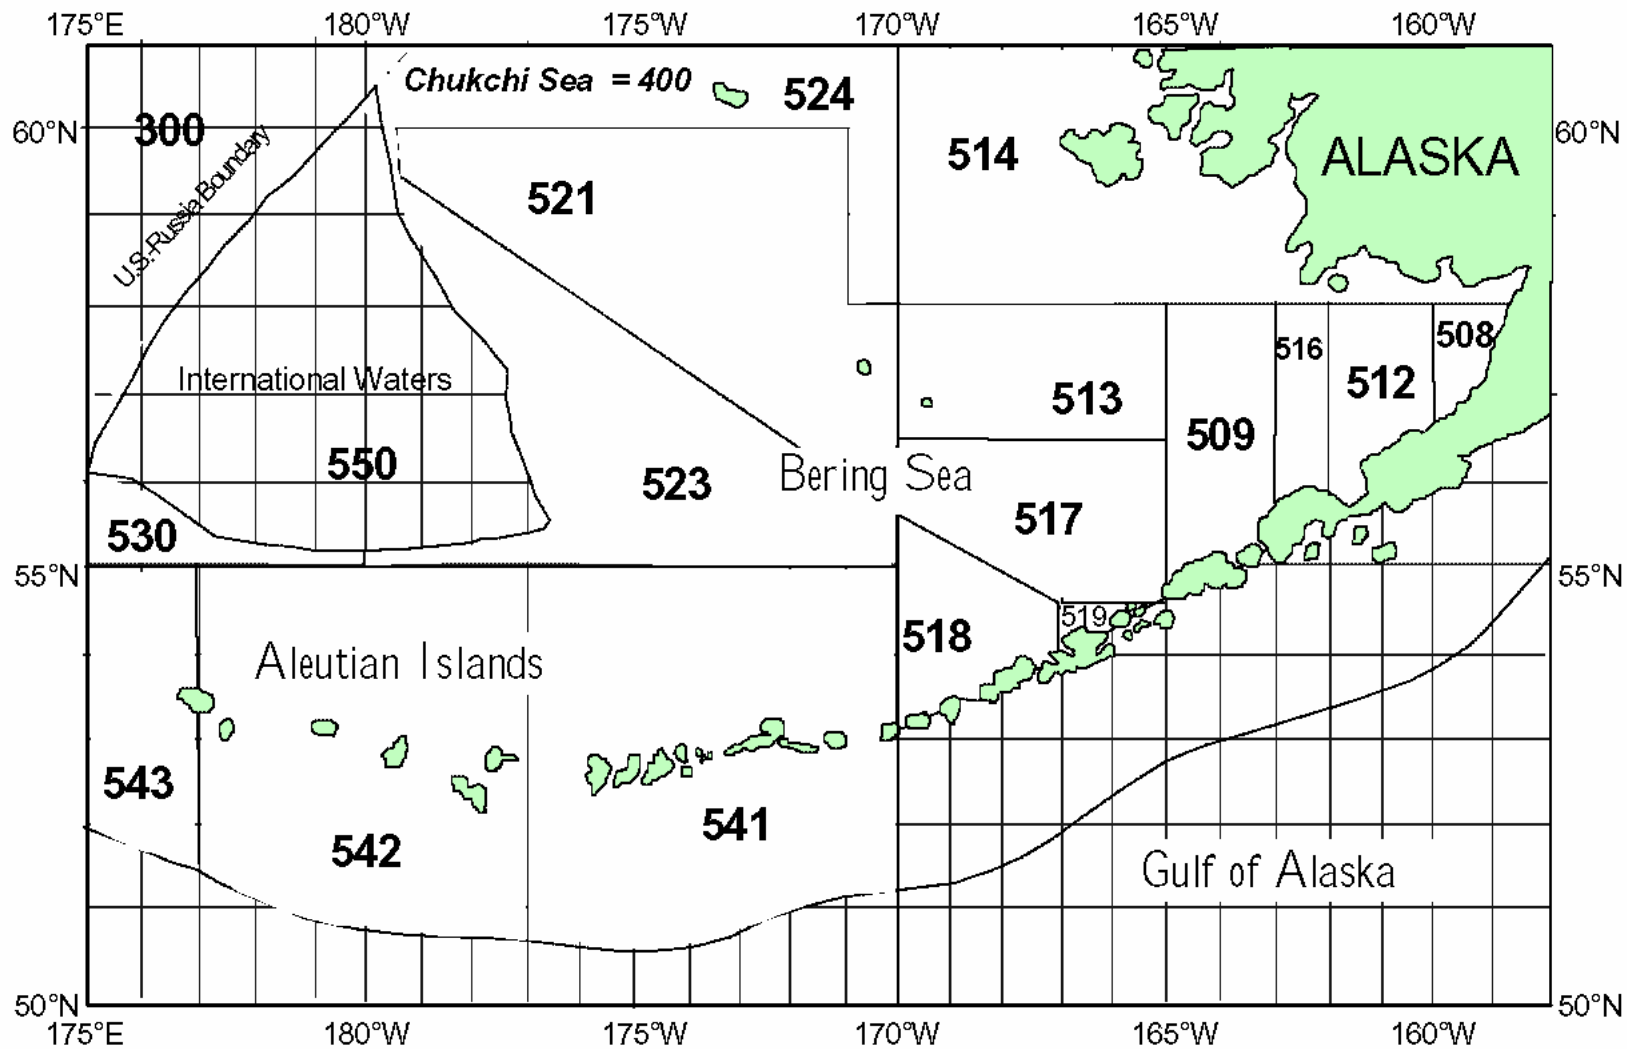 175°E 180°W 175°W 170°W 165°W 160°W
Chukchi Sea = 400
524
300
60°N
60°N
514
ALASKA
U.S.-Russia Boundary
521
508
516
512
International Waters
513
509
550
Bering Sea
523
517
530
55°N
55°N
519
518
Aleutian Islands
543
541
542
Gulf of Alaska
50°N
50°N
175°E 180°W 175°W 170°W 165°W 160°W